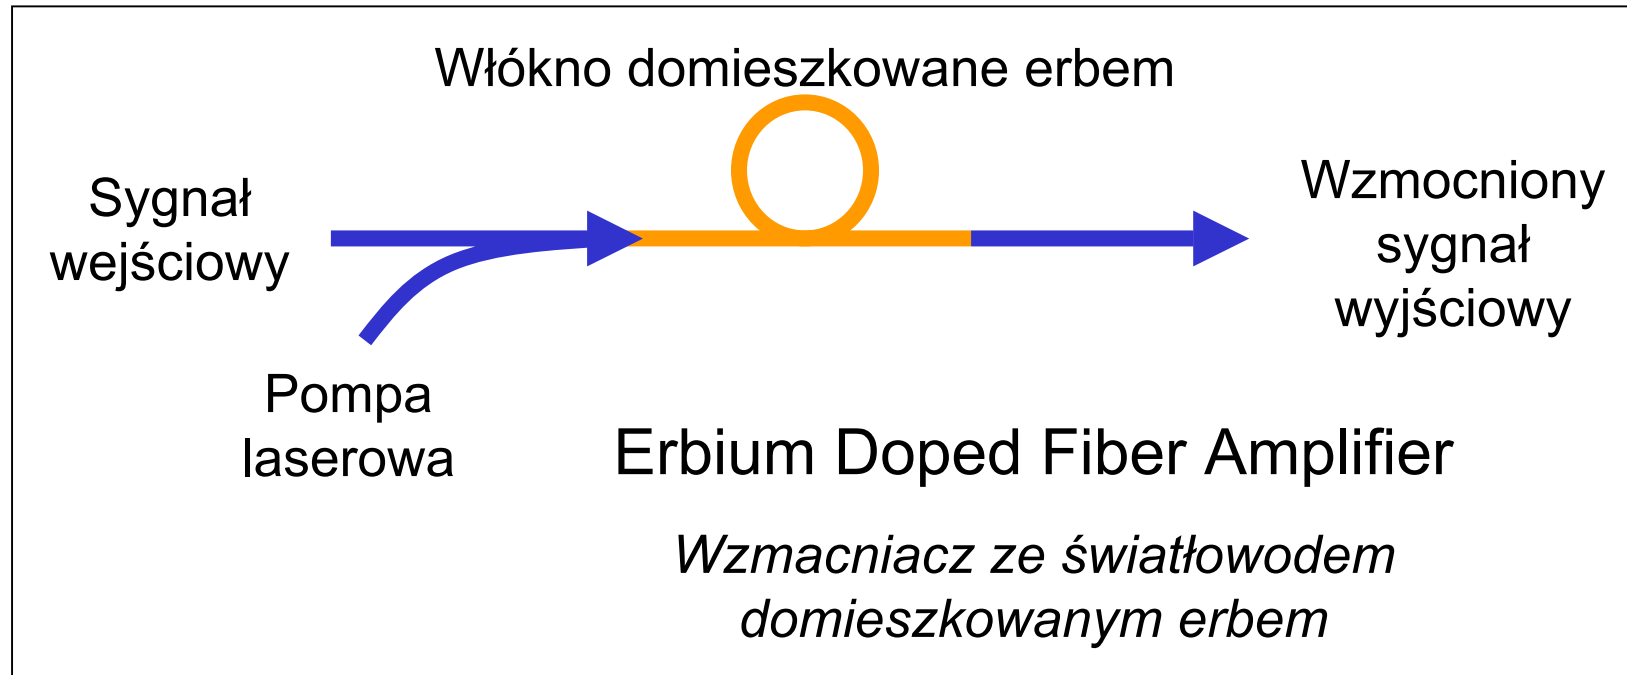 Włókno domieszkowane erbem
Sygnał
wejściowy
Wzmocniony
sygnał
wyjściowy
Pompa
laserowa
Erbium Doped Fiber Amplifier
Wzmacniacz ze światłowodem
domieszkowanym erbem